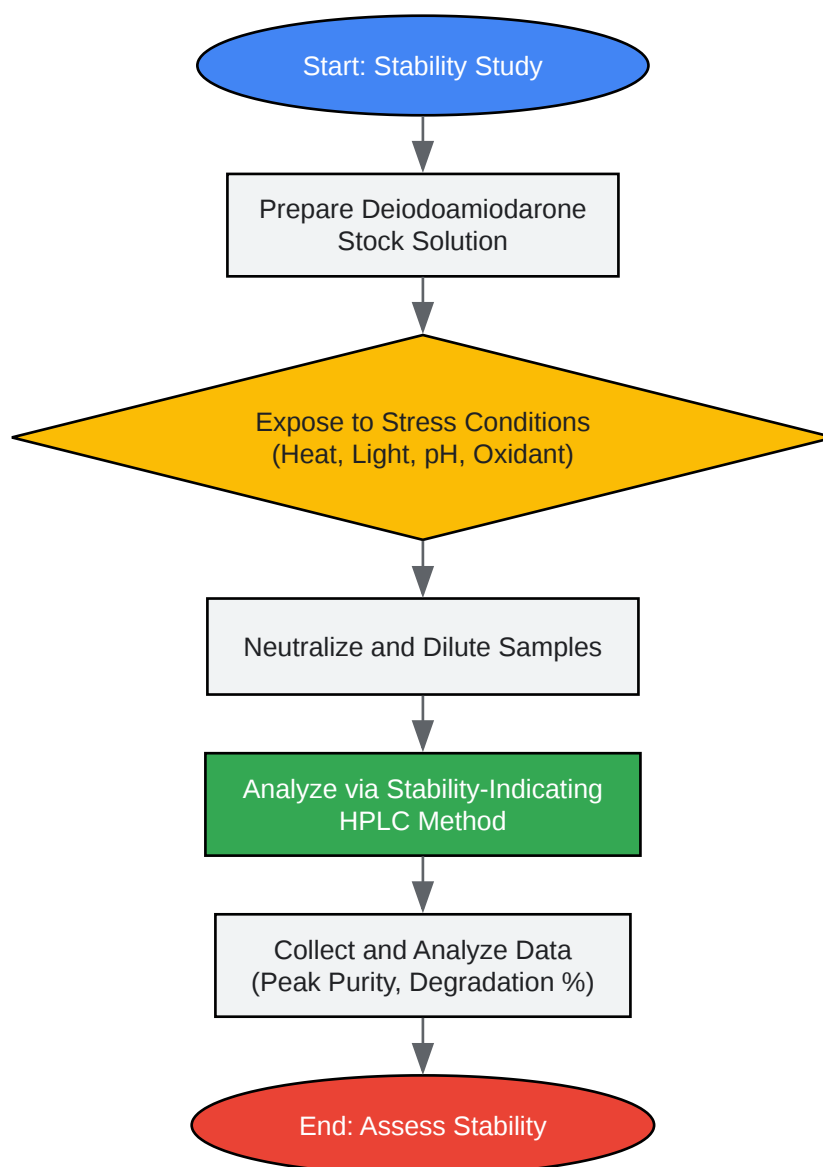 Start: Stability Study
Prepare Deiodoamiodarone
Stock Solution
Expose to Stress Conditions
(Heat, Light, pH, Oxidant)
Neutralize and Dilute Samples
Analyze via Stability-Indicating
HPLC Method
Collect and Analyze Data
(Peak Purity, Degradation %)
End: Assess Stability